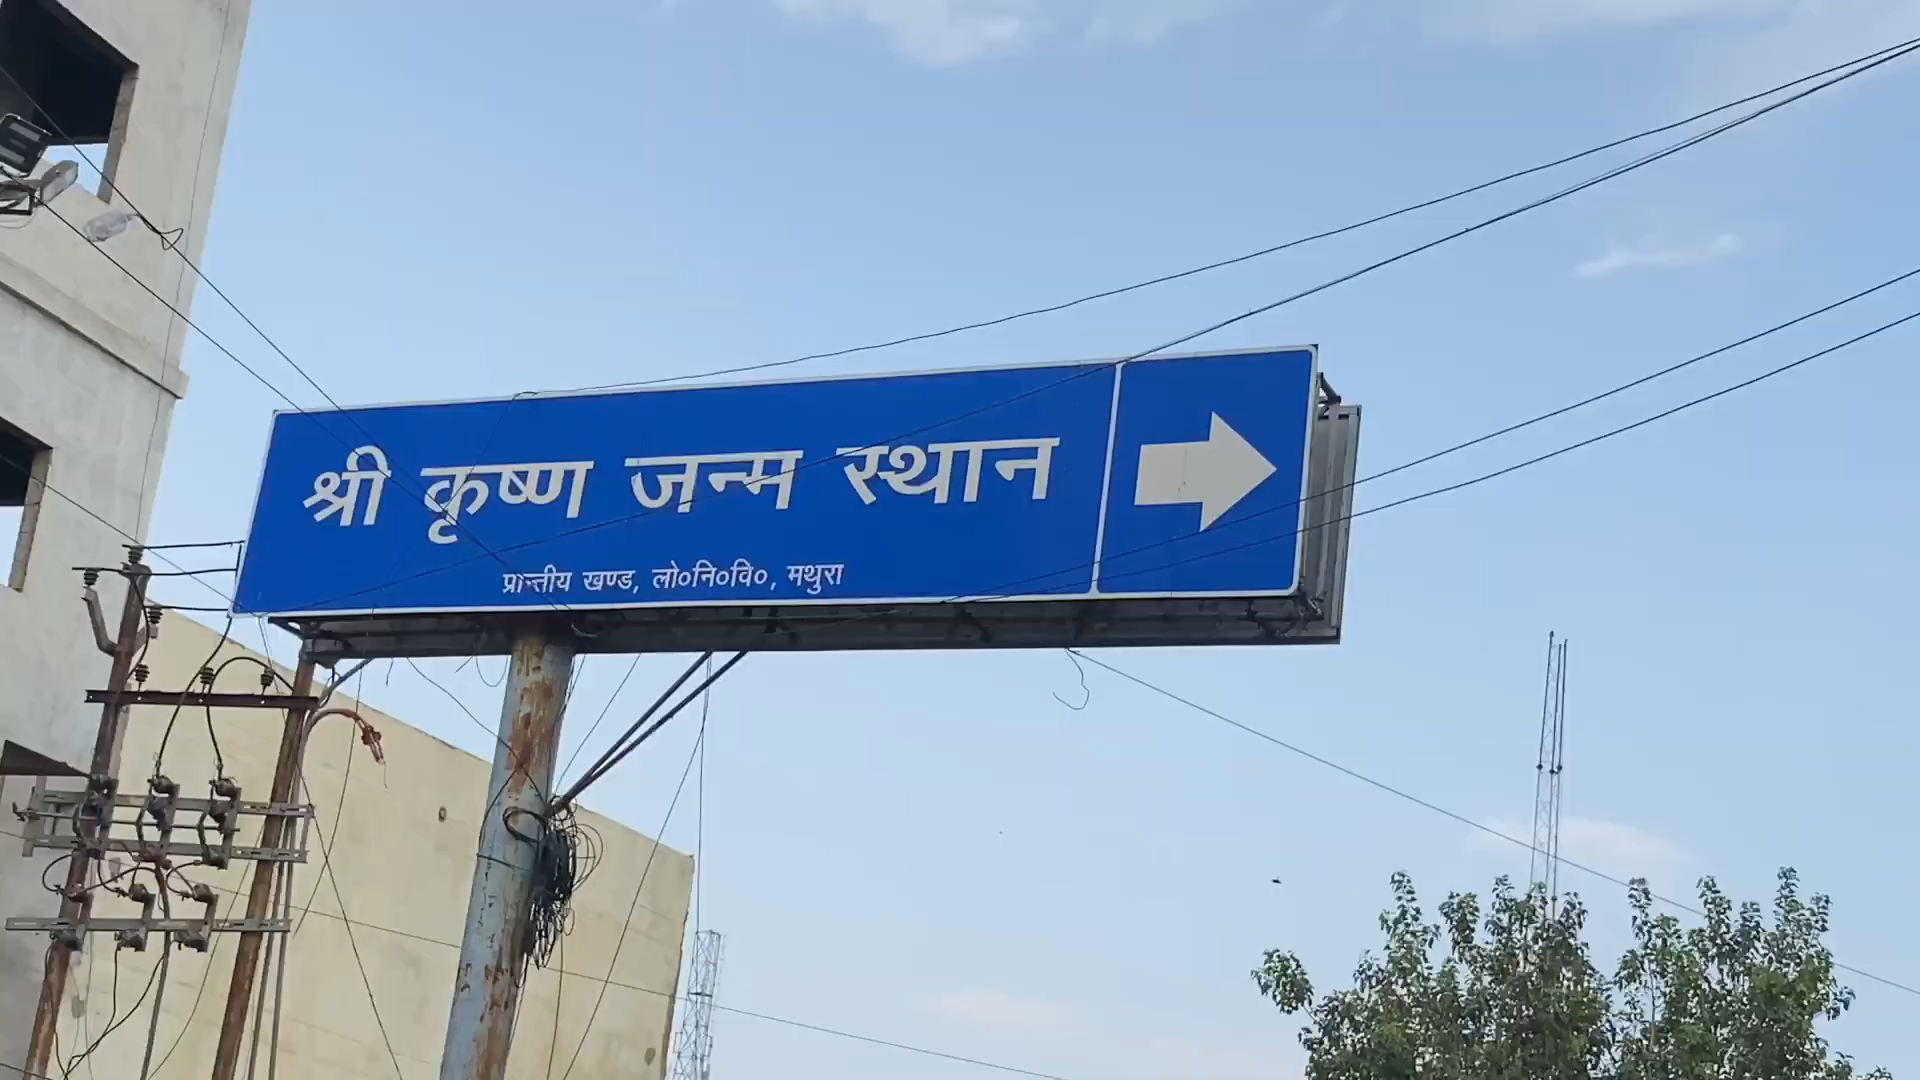 श्री कृष्ण जन्म स्थान
प्रान्तीय खण्ड, लो०नि०वि०, मथुरा